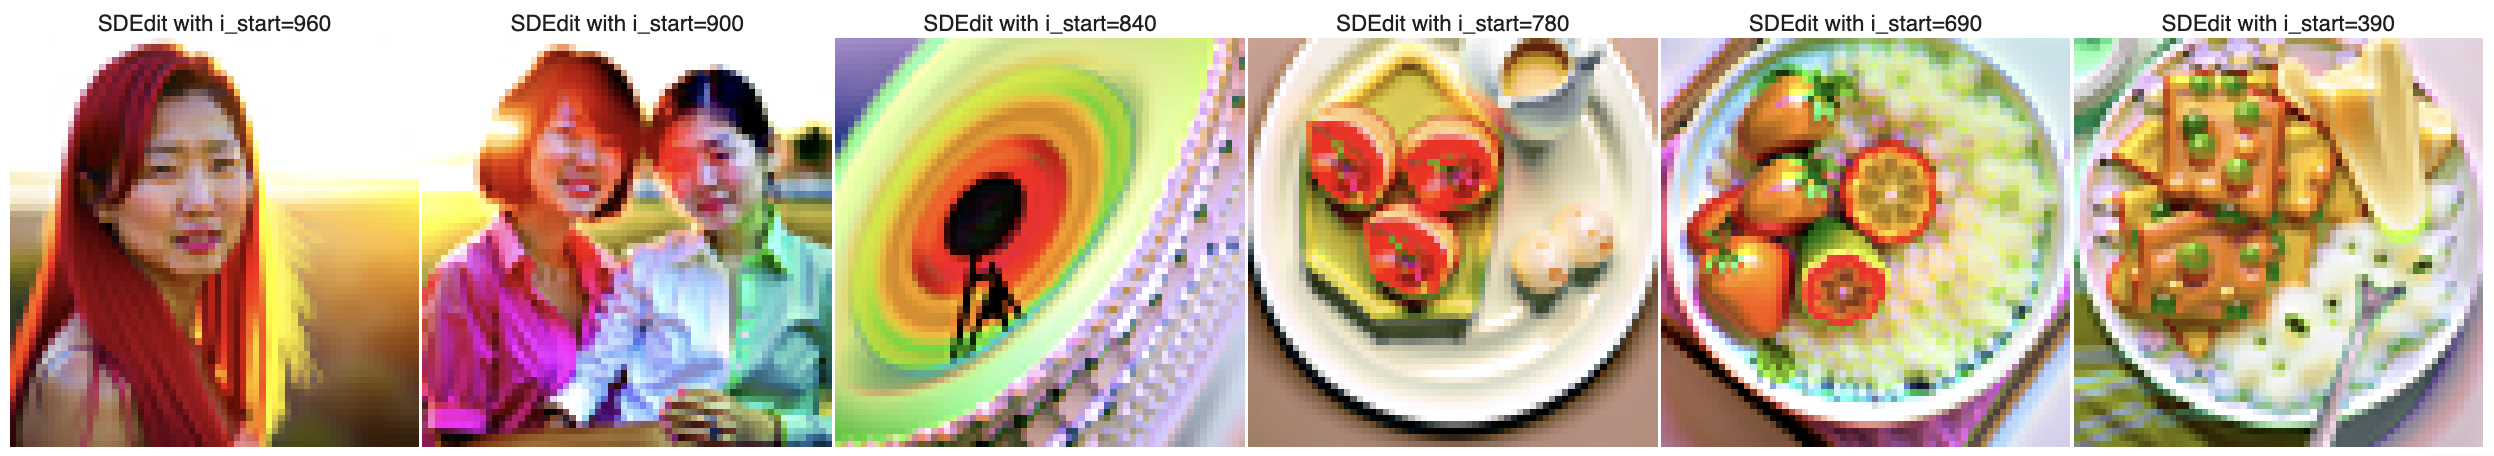 SDEdit with i_start=960
SDEdit with i_start=900
SDEdit with i_start=840
SDEdit with i_start=780
SDEdit with i_start=690
SDEdit with i_start=390